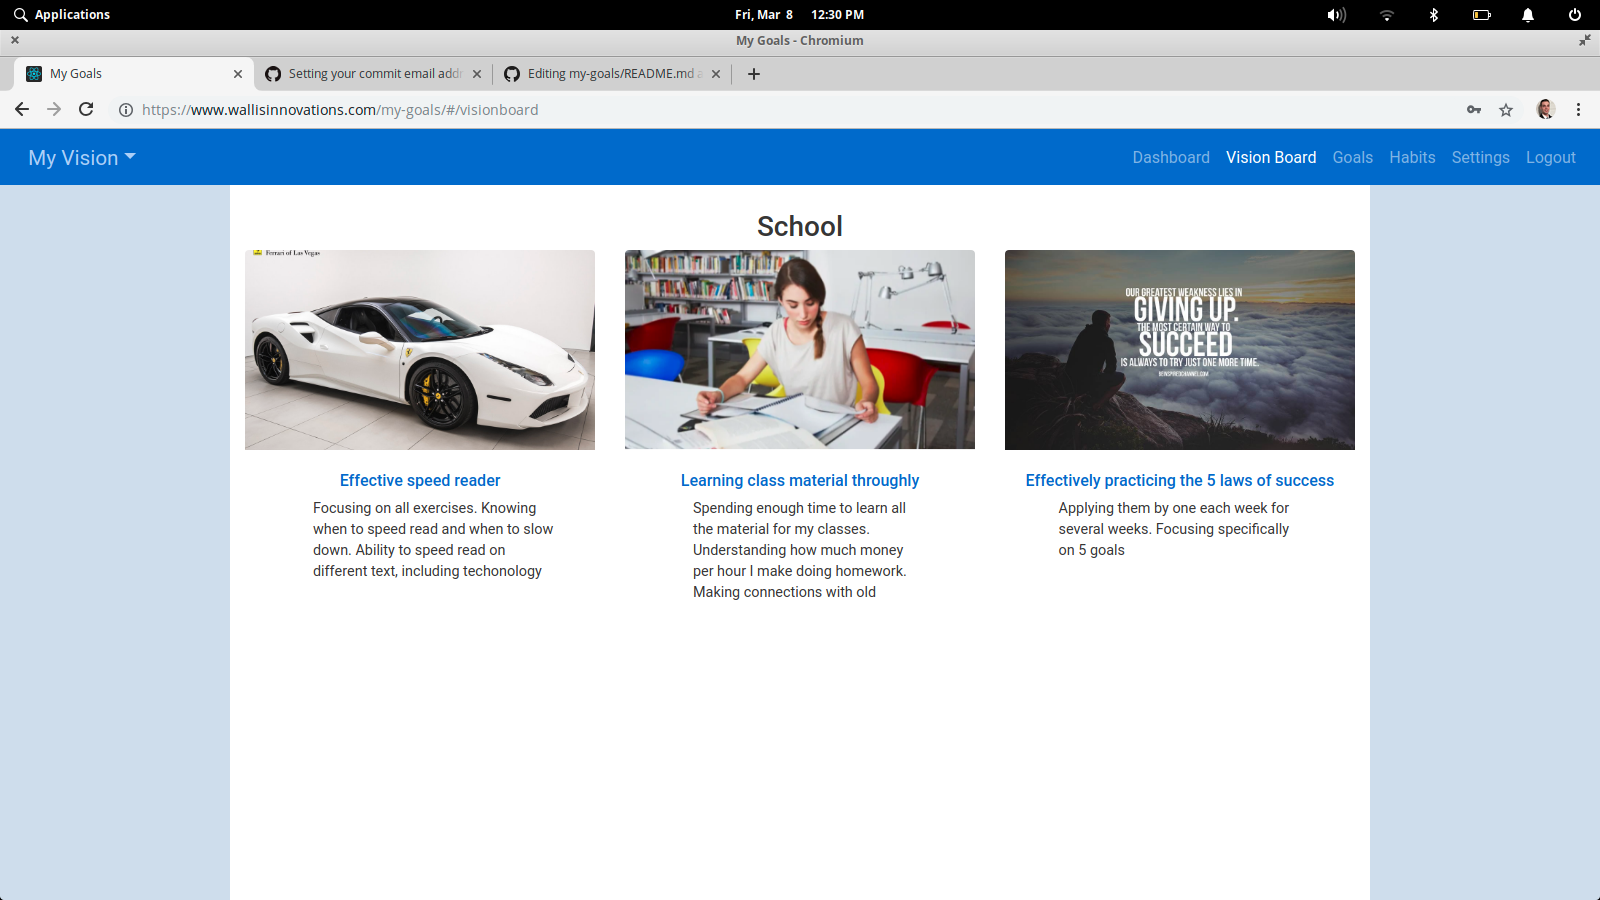 Applications
Fri, Mar 8 12:30 PM
My Goals - Chromium
My Goals
Setting your commit email addr
Editing my-goals/README.md a
https://www.wallisinnovations.com/my-goals/#/visionboard
My Vision
Dashboard Vision Board Goals Habits Settings Logout
School
Ferrari of Las Vegas
OUR GREATEST WEAKNESS LIES IN
GIVING UP.
THE MOST CERTAIN WAY TO
SUCCEED
IS ALWAYS TO TRY JUST ONE MORE TIME.
Effective speed reader
Focusing on all exercises. Knowing
when to speed read and when to slow
down. Ability to speed read on
different text, including techonology
Learning class material throughly
Spending enough time to learn all
the material for my classes.
Understanding how much money
per hour I make doing homework.
Making connections with old
Effectively practicing the 5 laws of success
Applying them by one each week for
several weeks. Focusing specifically
on 5 goals